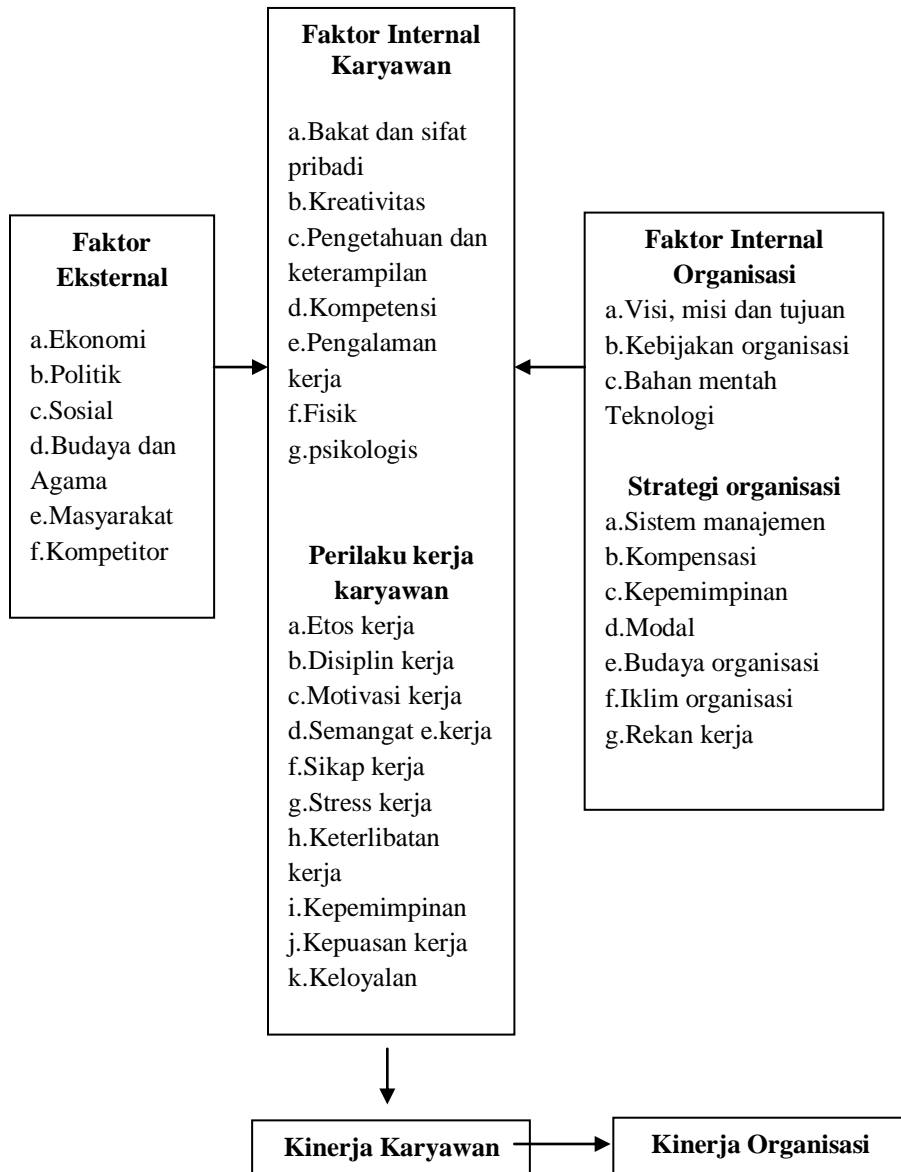 Faktor Internal
Karyawan
a.Bakat dan sifat
pribadi
b.Kreativitas
c.Pengetahuan dan
keterampilan
d.Kompetensi
e.Pengalaman
kerja
f.Fisik
g.psikologis
Perilaku kerja
karyawan
a.Etos kerja
b.Disiplin kerja
c.Motivasi kerja
d.Semangat e.kerja
f.Sikap kerja
g.Stress kerja
h.Keterlibatan
kerja
i.Kepemimpinan
j.Kepuasan kerja
k.Keloyalan
Faktor
Eksternal
a.Ekonomi
b.Politik
c.Sosial
d.Budaya dan
Agama
e.Masyarakat
f.Kompetitor
Faktor Internal
Organisasi
a.Visi, misi dan tujuan
b.Kebijakan organisasi
c.Bahan mentah
Teknologi
Strategi organisasi
a.Sistem manajemen
b.Kompensasi
c.Kepemimpinan
d.Modal
e.Budaya organisasi
f.Iklim organisasi
g.Rekan kerja
Kinerja Karyawan
Kinerja Organisasi